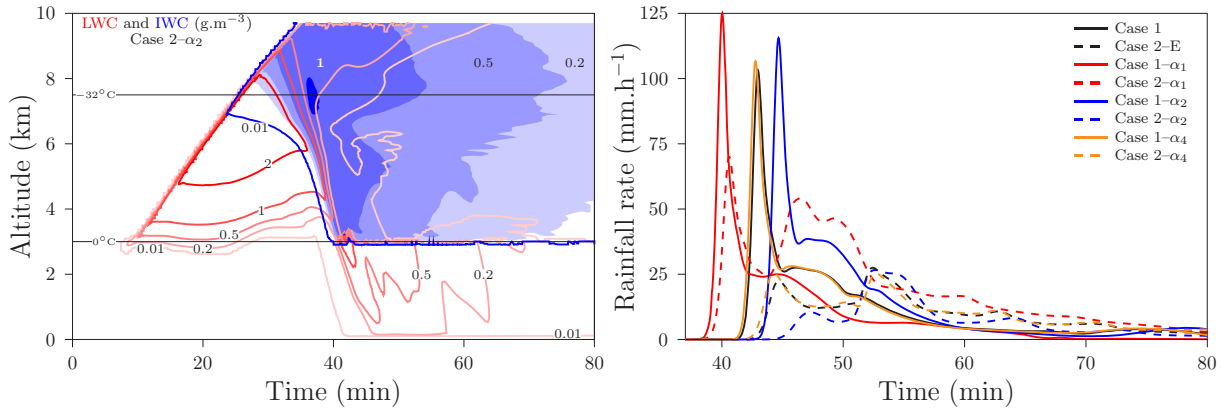 LWC and IWC (g.m−3)
Case 2–α2
1
0.5
0.2
−32°C
0.01
2
1
0.5
0.2
0.01
0°C
0.5
0.2
0.01
10
8
6
4
2
0
0
20
40
60
80
Altitude (km)
Time (min)
Case 1
Case 2–E
Case 1–α1
Case 2–α1
Case 1–α2
Case 2–α2
Case 1–α4
Case 2–α4
125
100
75
50
25
0
40
50
60
70
80
Rainfall rate (mm.h−1)
Time (min)